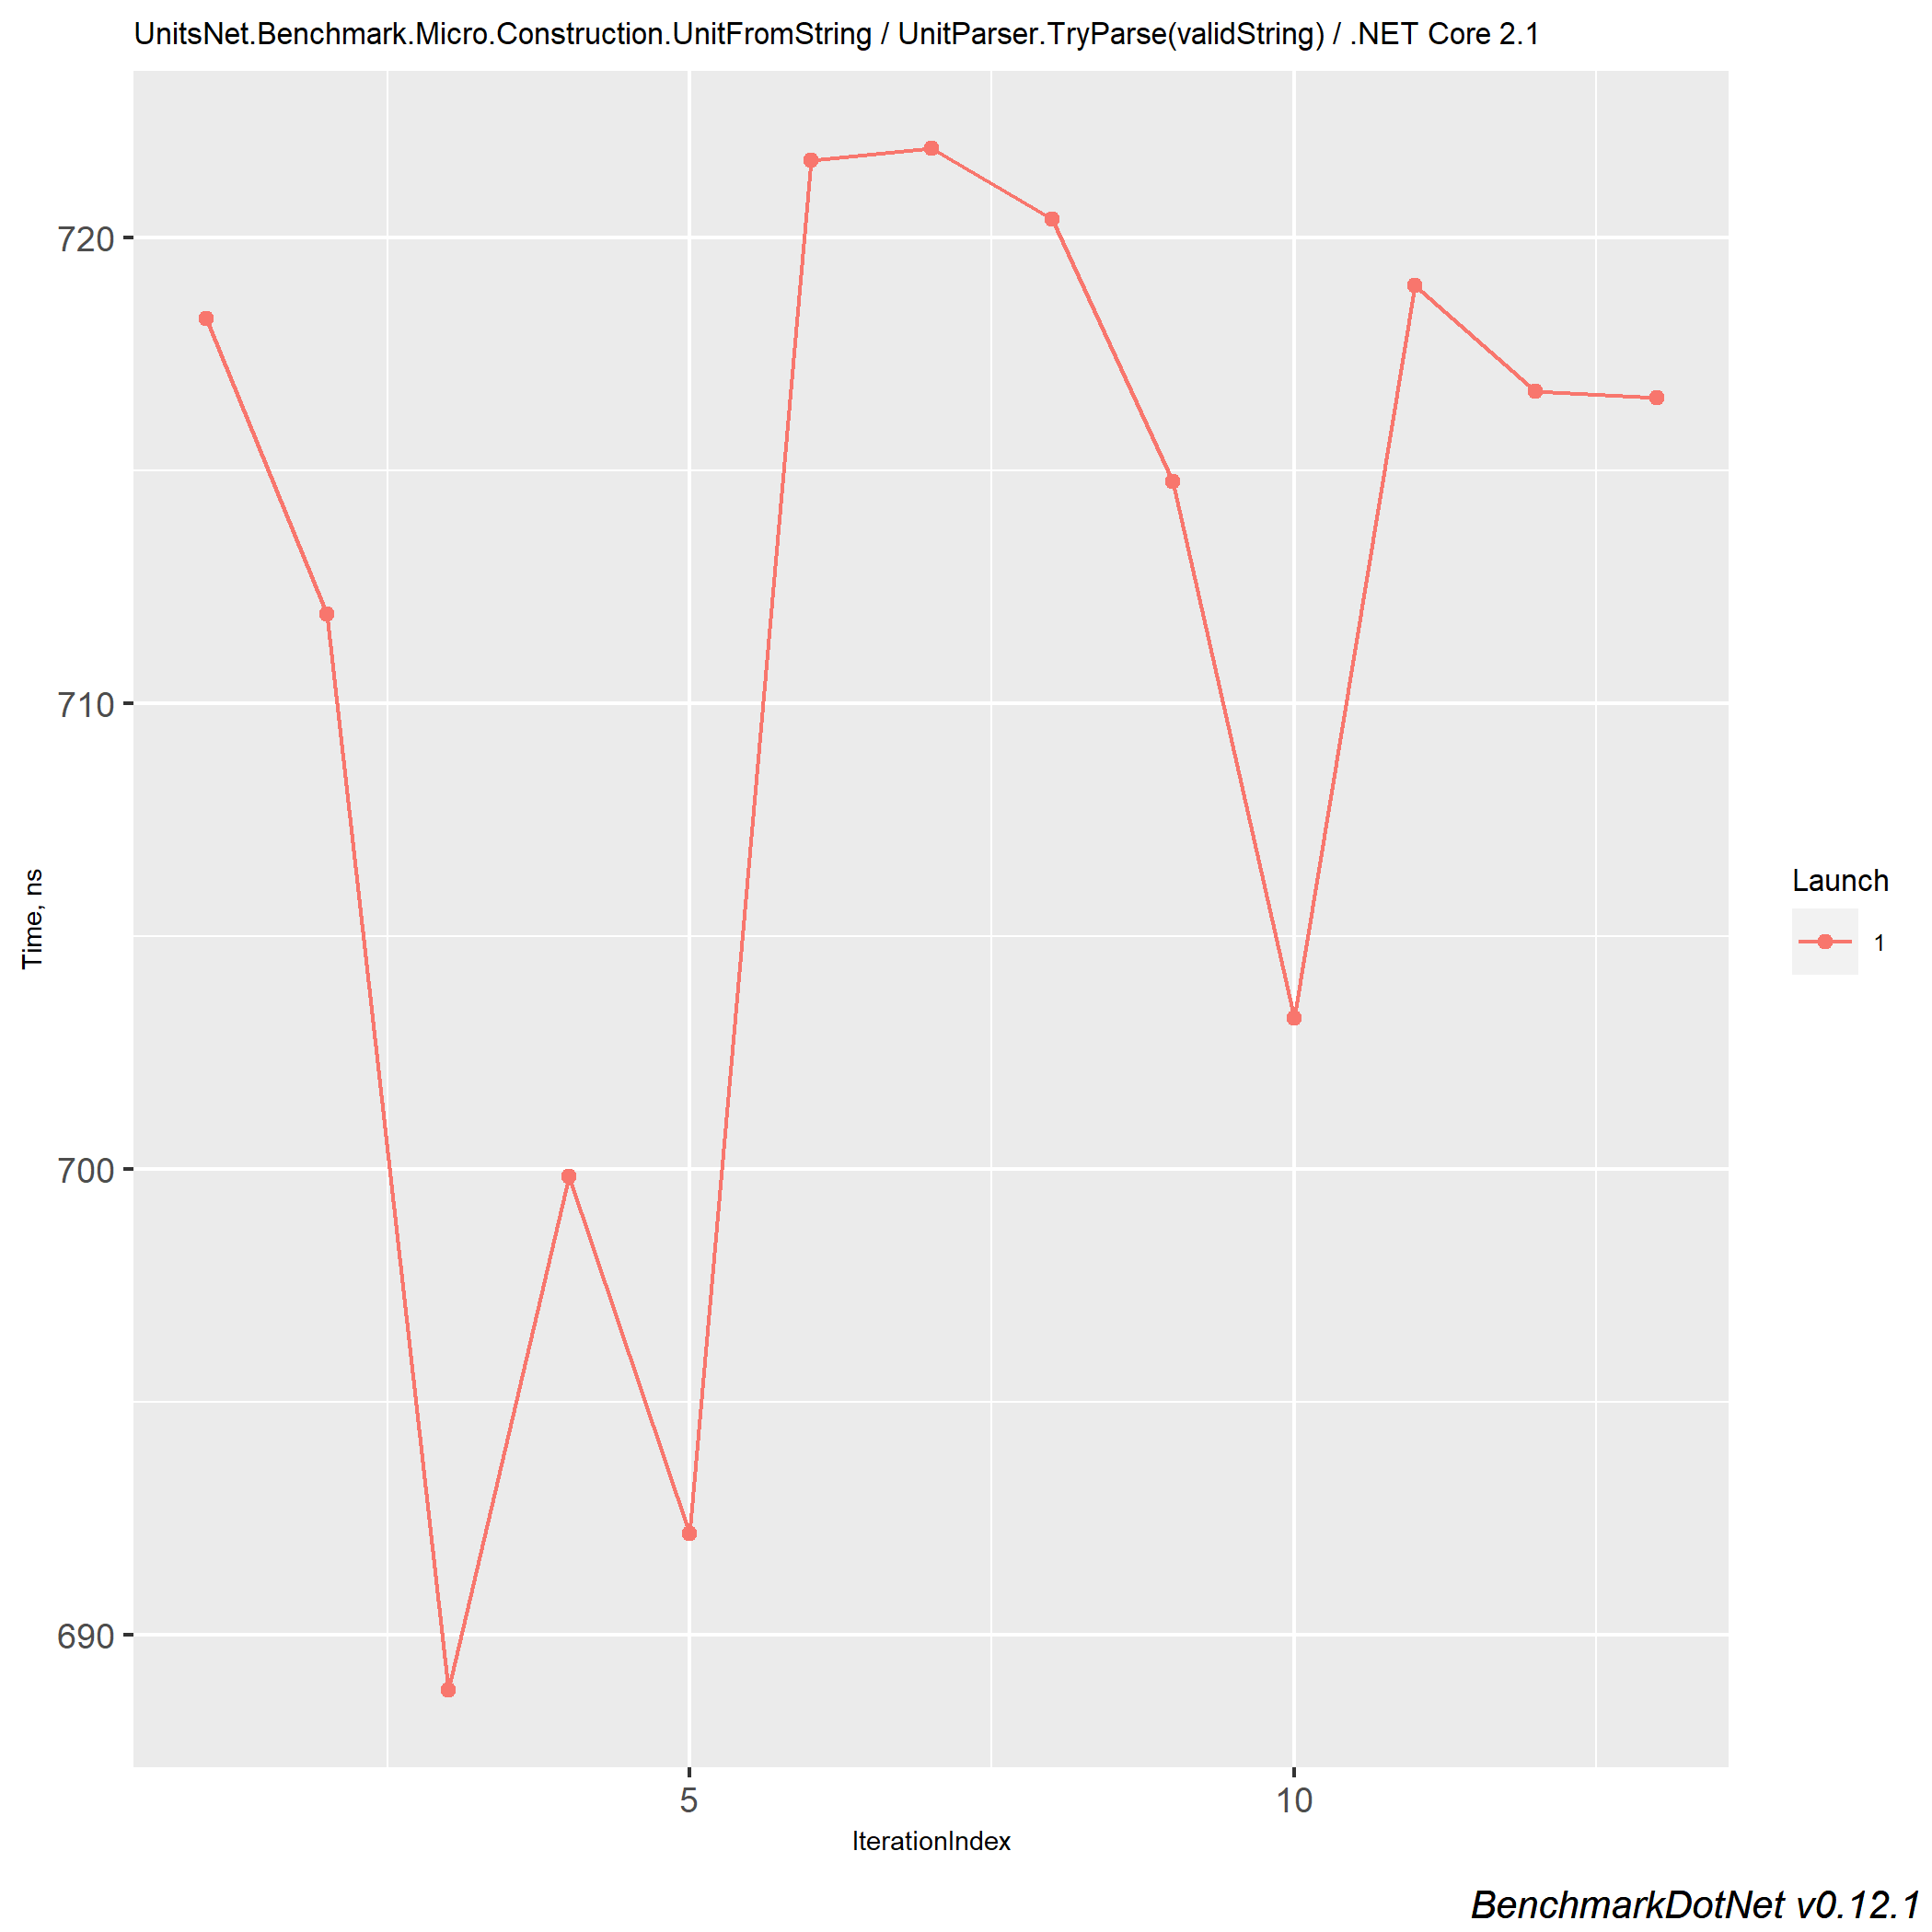 UnitsNet.Benchmark.Micro.Construction.UnitFromString / UnitParser.TryParse(validString) / .NET Core 2.1
720
710
700
690
Time, ns
5
10
IterationIndex
Launch
1
BenchmarkDotNet v0.12.1